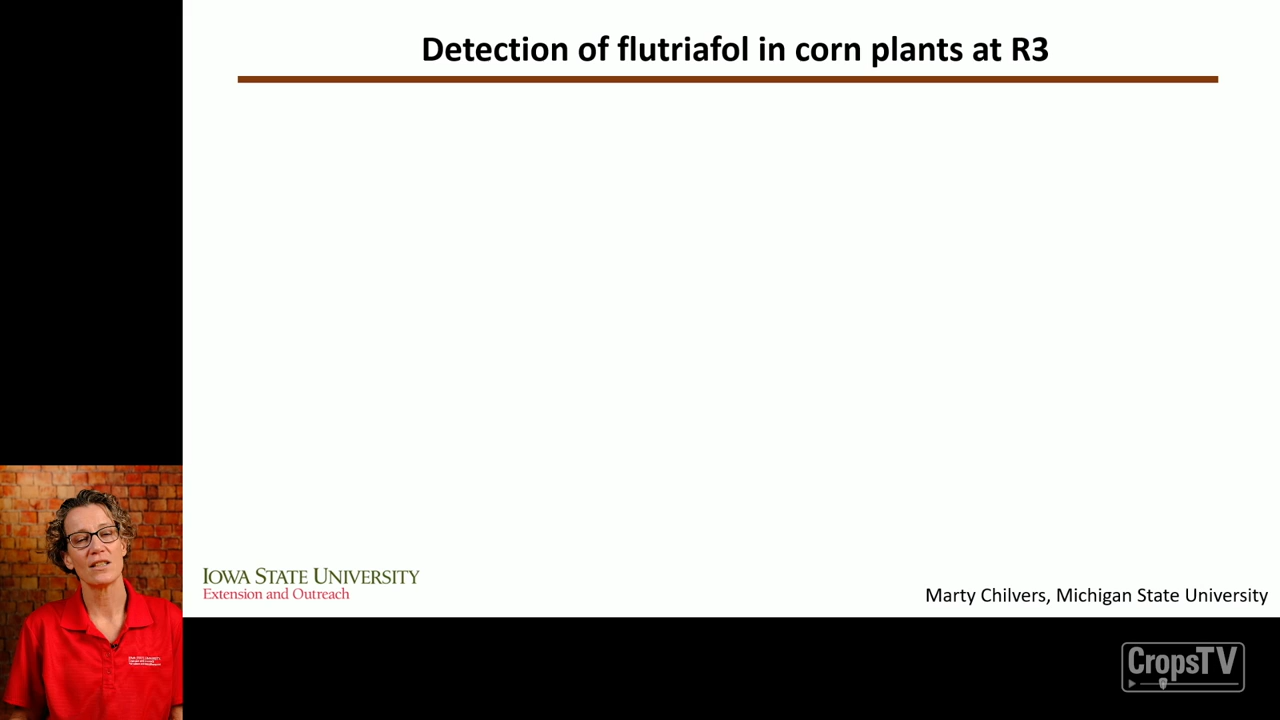 Detection of flutriafol in corn plants at R3
IOWA STATE UNIVERSITY
Extension and Outreach
Marty Chilvers, Michigan State University
CropsTV